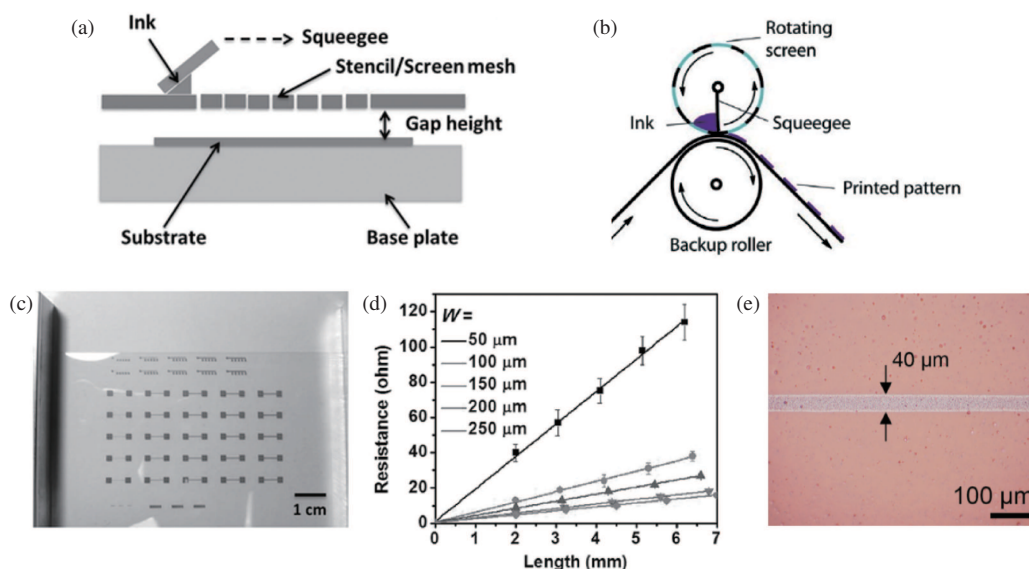 (a)
Ink
Squeegee
Stencil/Screen mesh
Gap height
Substrate
Base plate
(b)
Rotating
screen
Ink
Squeegee
Printed pattern
Backup roller
(c)
1 cm
(d)
Resistance (ohm)
120
100
80
60
40
20
0
W =
50 μm
100 μm
150 μm
200 μm
250 μm
0 1 2 3 4 5 6 7
Length (mm)
(e)
40 μm
100 μm